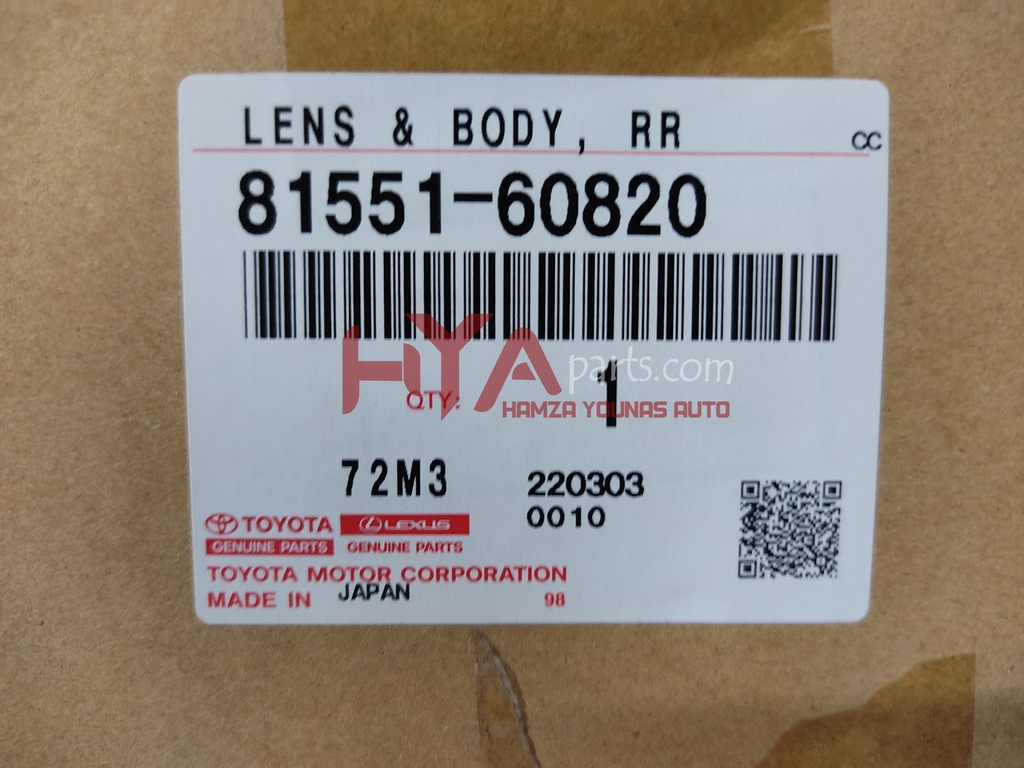 LENS & BODY, RR
CC
81551-60820
HYA parts.com
QTY: 1
HAMZA YOUNAS AUTO
72M3 220303
0010
TOYOTA LEXUS
GENUINE PARTS GENUINE PARTS
TOYOTA MOTOR CORPORATION
MADE IN JAPAN 98